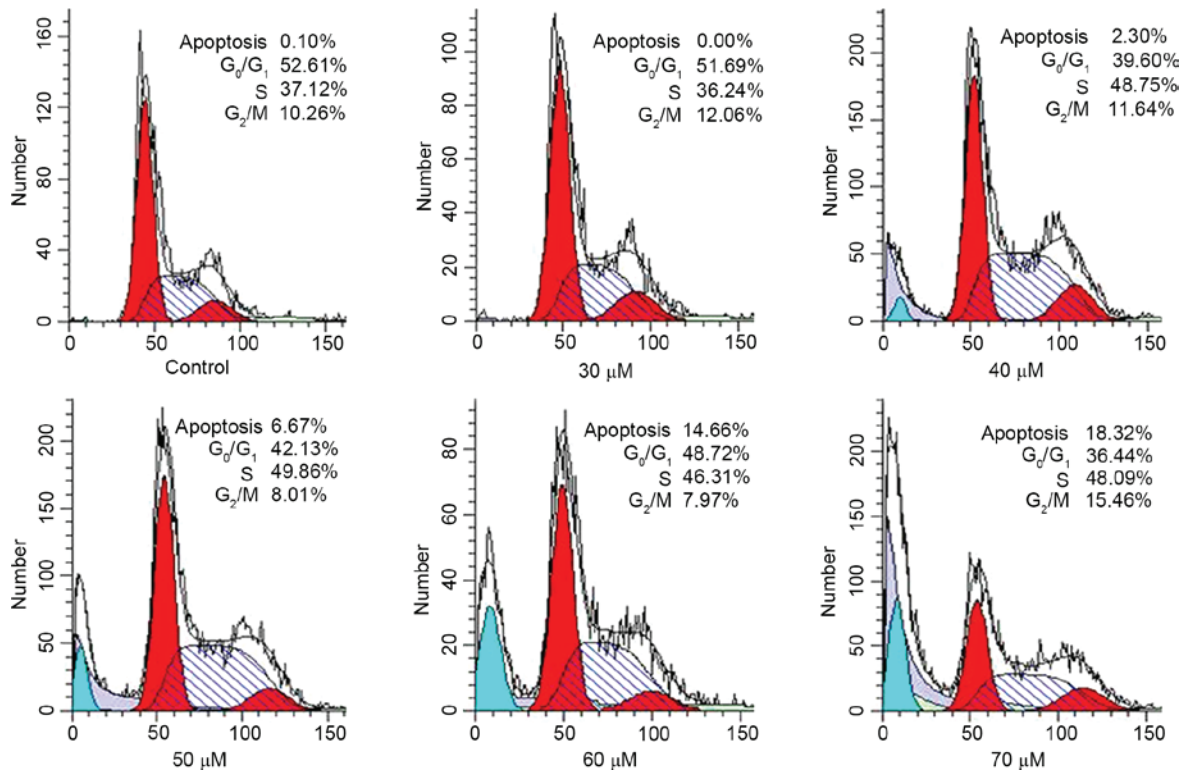 Number
160
120
80
40
0
Apoptosis 0.10%
G₀/G₁ 52.61%
S 37.12%
G₂/M 10.26%
0 50 100 150
Control
Number
100
80
60
40
20
0
Apoptosis 0.00%
G₀/G₁ 51.69%
S 36.24%
G₂/M 12.06%
0 50 100 150
30 μM
Number
200
150
100
50
0
Apoptosis 2.30%
G₀/G₁ 39.60%
S 48.75%
G₂/M 11.64%
0 50 100 150
40 μM
Number
200
150
100
50
0
Apoptosis 6.67%
G₀/G₁ 42.13%
S 49.86%
G₂/M 8.01%
0 50 100 150
50 μM
Number
80
60
40
20
0
Apoptosis 14.66%
G₀/G₁ 48.72%
S 46.31%
G₂/M 7.97%
0 50 100 150
60 μM
Number
200
150
100
50
0
Apoptosis 18.32%
G₀/G₁ 36.44%
S 48.09%
G₂/M 15.46%
0 50 100 150
70 μM